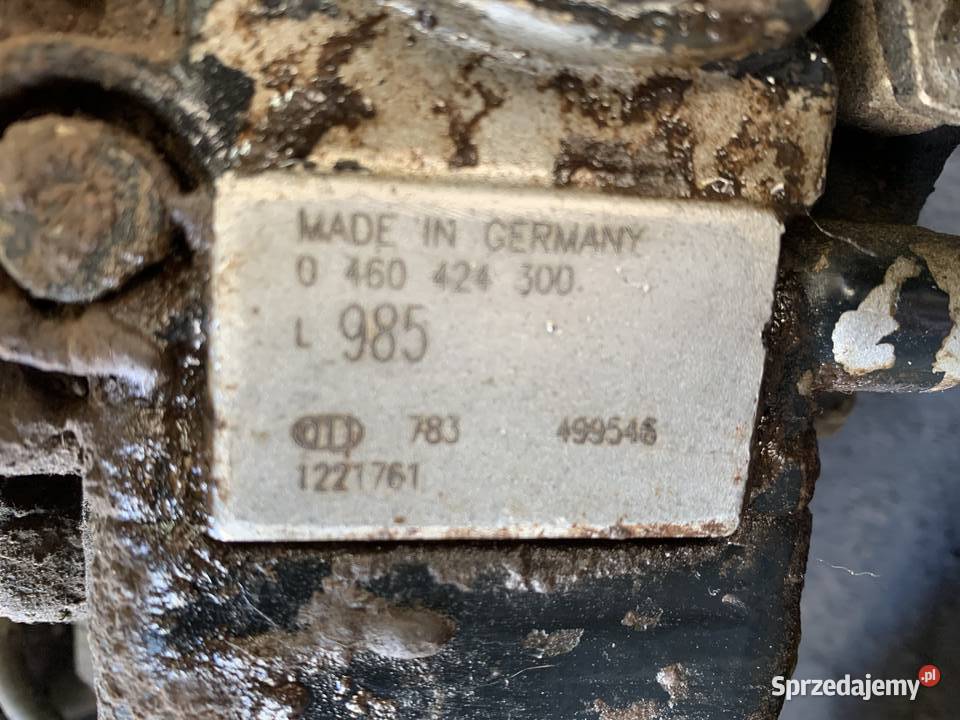 MADE IN GERMANY
0 460 424 300
L 985
783 499546
1221761
Sprzedajemy.pl